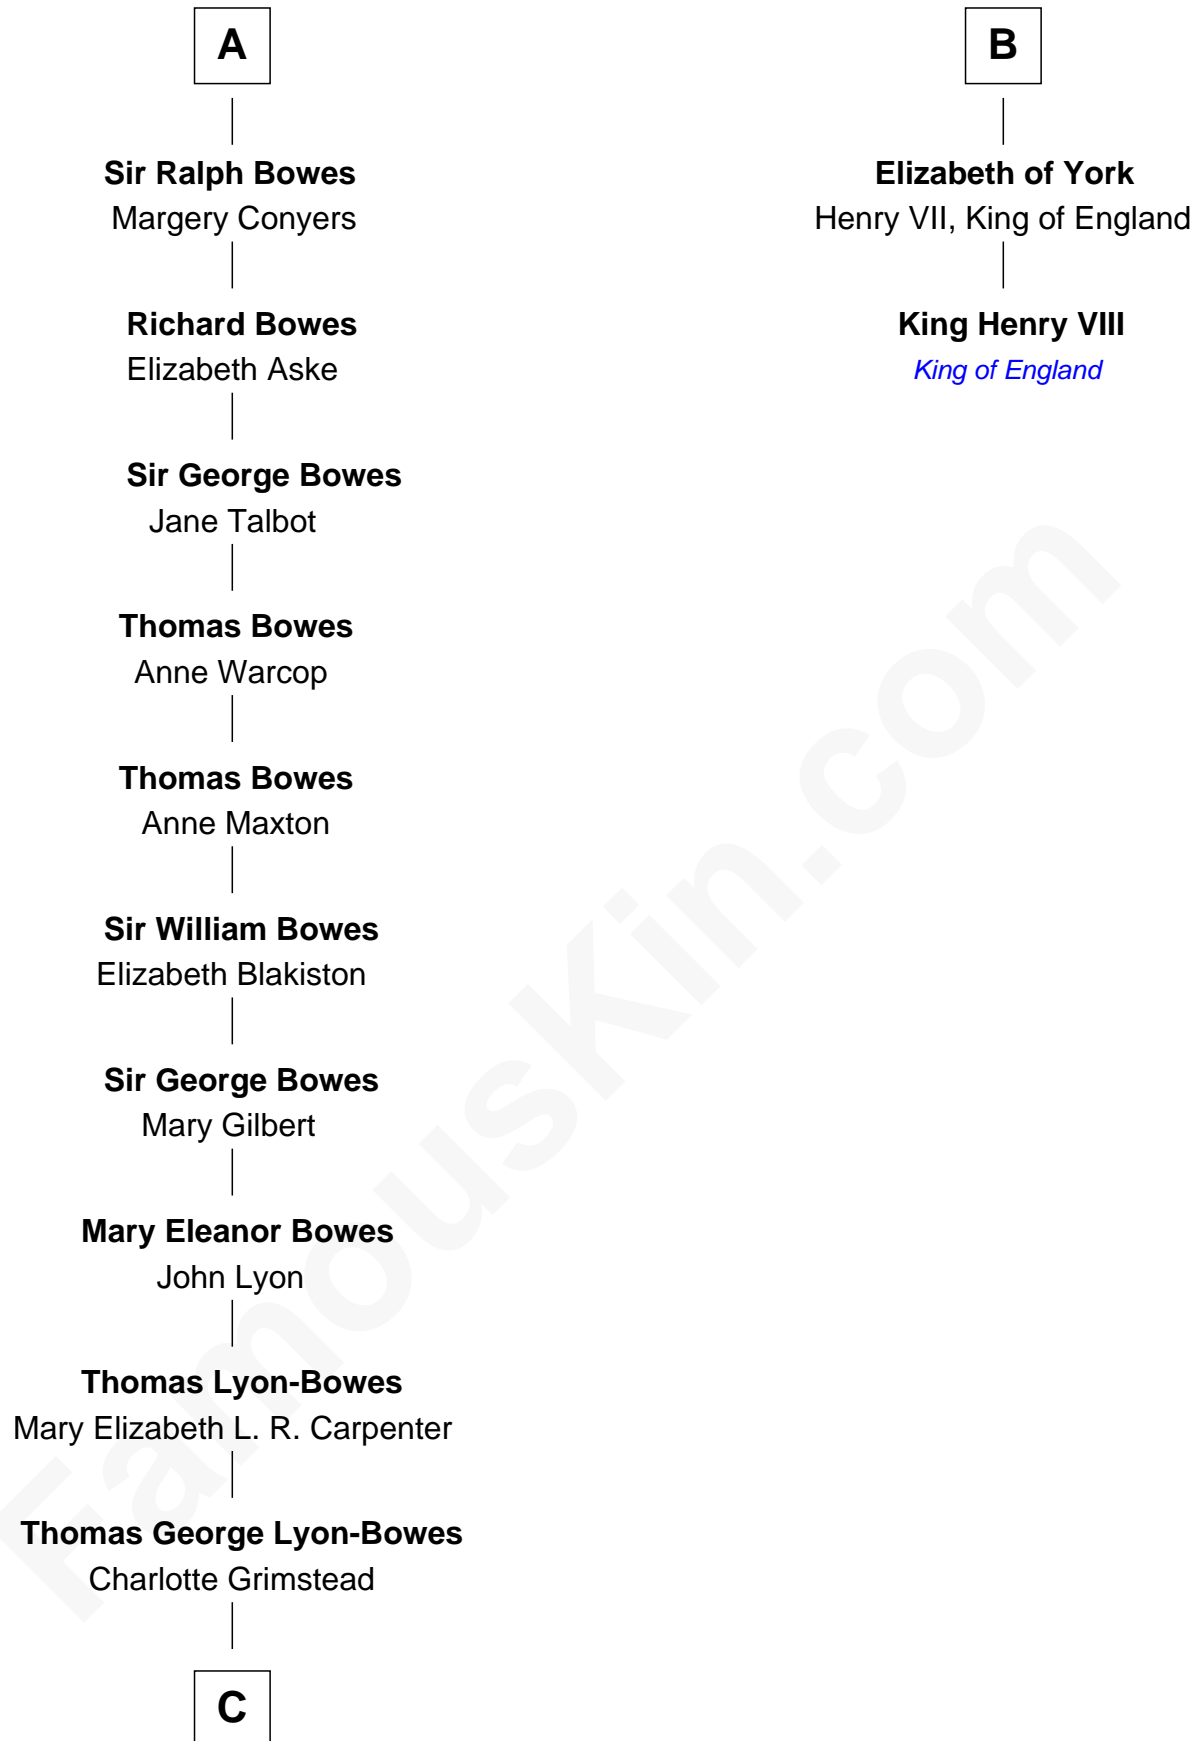 A
Sir Ralph Bowes
Margery Conyers
Richard Bowes
Elizabeth Aske
Sir George Bowes
Jane Talbot
Thomas Bowes
Anne Warcop
Thomas Bowes
Anne Maxton
Sir William Bowes
Elizabeth Blakiston
Sir George Bowes
Mary Gilbert
Mary Eleanor Bowes
John Lyon
Thomas Lyon-Bowes
Mary Elizabeth L. R. Carpenter
Thomas George Lyon-Bowes
Charlotte Grimstead
C
B
Elizabeth of York
Henry VII, King of England
King Henry VIII
King of England
FamousKin.com